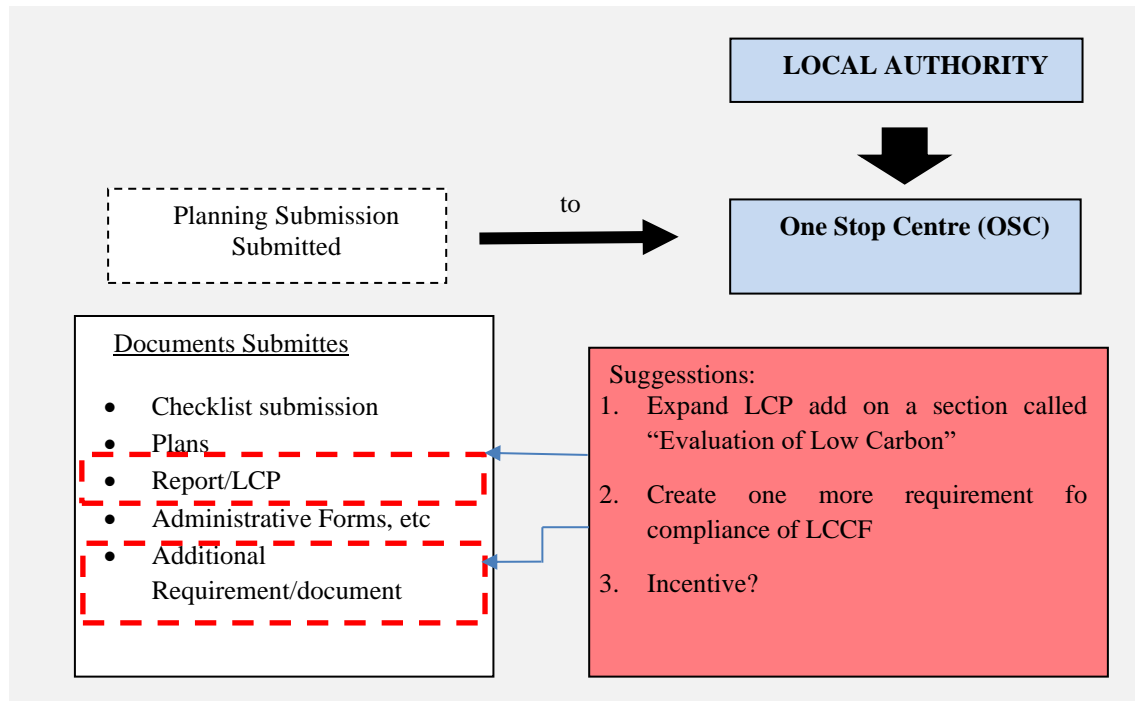 LOCAL AUTHORITY
Planning Submission
Submitted
to
One Stop Centre (OSC)
Documents Submittes
• Checklist submission
• Plans
• Report/LCP
• Administrative Forms, etc
• Additional
Requirement/document
Suggesstions:
1. Expand LCP add on a section called
“Evaluation of Low Carbon”
2. Create one more requirement fo
compliance of LCCF
3. Incentive?